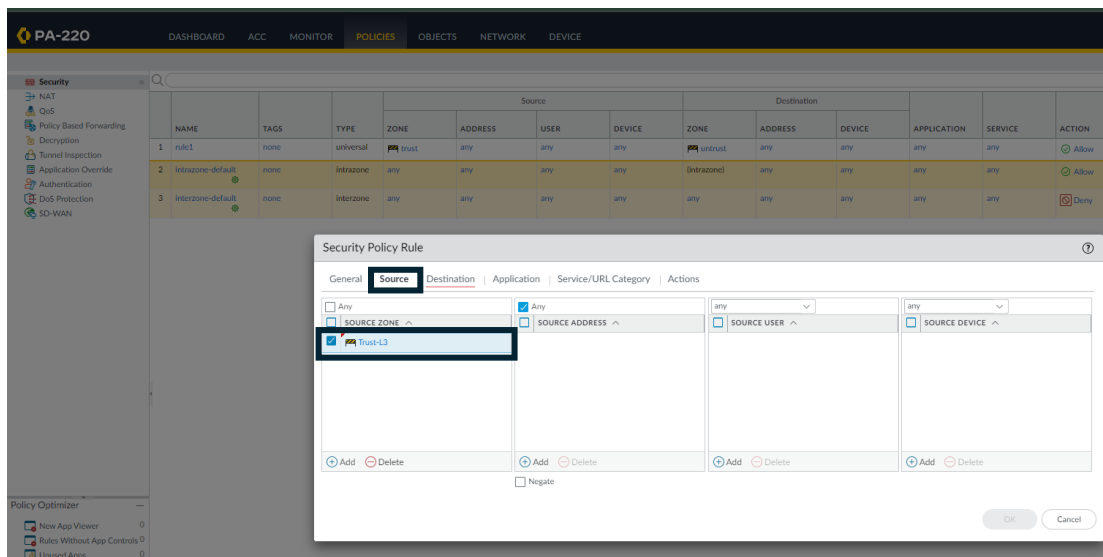 PA-220 DASHBOARD ACC MONITOR POLICIES OBJECTS NETWORK DEVICE
Security
NAT
QoS
Policy Based Forwarding
Decryption
Tunnel Inspection
Application Override
Authentication
DoS Protection
SD-WAN
Source Destination
NAME TAGS TYPE ZONE ADDRESS USER DEVICE ZONE ADDRESS DEVICE APPLICATION SERVICE ACTION
1 rule1 none universal trust any any any untrust any any any any Allow
2 intrazone-default none intrazone any any any any (intrazone) any any any any Allow
3 interzone-default none interzone any any any any any any any any any Deny
Security Policy Rule
General Source Destination | Application | Service/URL Category | Actions
Any Any any any
SOURCE ZONE SOURCE ADDRESS SOURCE USER SOURCE DEVICE
Trust-L3
Add Delete Add Delete Add Delete Add Delete
Negate
OK Cancel
Policy Optimizer
New App Viewer 0
Rules Without App Controls 0
Unused Apps 0